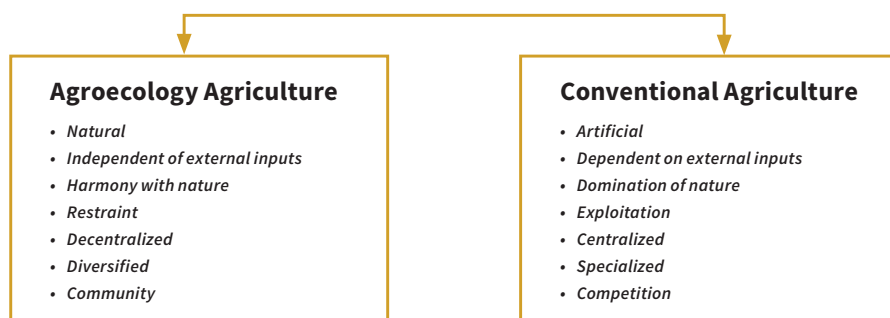 Agroecology Agriculture
• Natural
• Independent of external inputs
• Harmony with nature
• Restraint
• Decentralized
• Diversified
• Community
Conventional Agriculture
• Artificial
• Dependent on external inputs
• Domination of nature
• Exploitation
• Centralized
• Specialized
• Competition